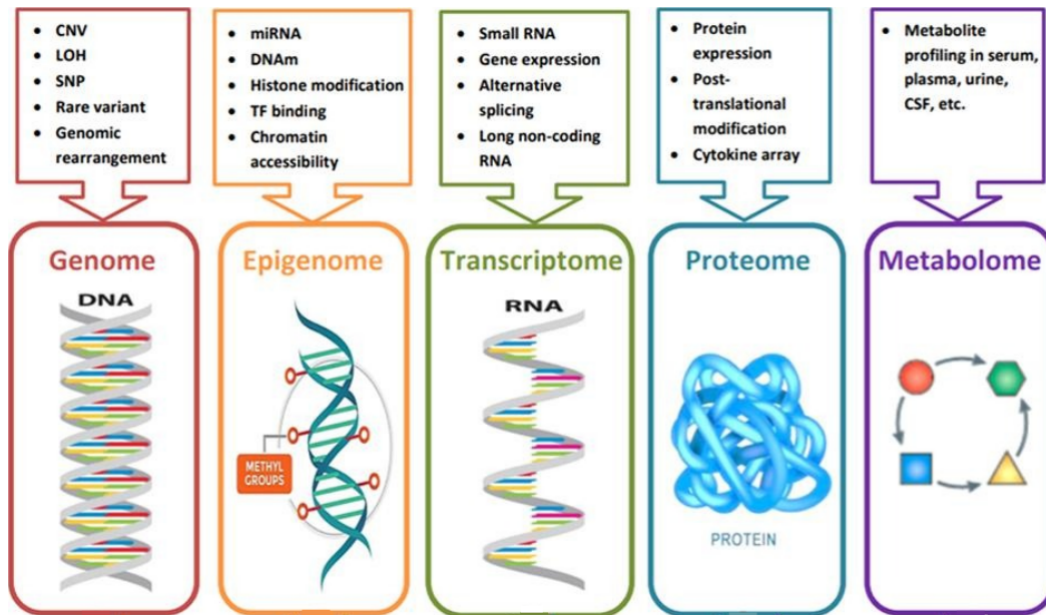 • CNV
• LOH
• SNP
• Rare variant
• Genomic
rearrangement
• miRNA
• DNAm
• Histone modification
• TF binding
• Chromatin
accessibility
• Small RNA
• Gene expression
• Alternative
splicing
• Long non-coding
RNA
• Protein
expression
• Post-
translational
modification
• Cytokine array
• Metabolite
profiling in serum,
plasma, urine,
CSF, etc.
Genome
DNA
Epigenome
METHYL
GROUPS
Transcriptome
RNA
Proteome
PROTEIN
Metabolome